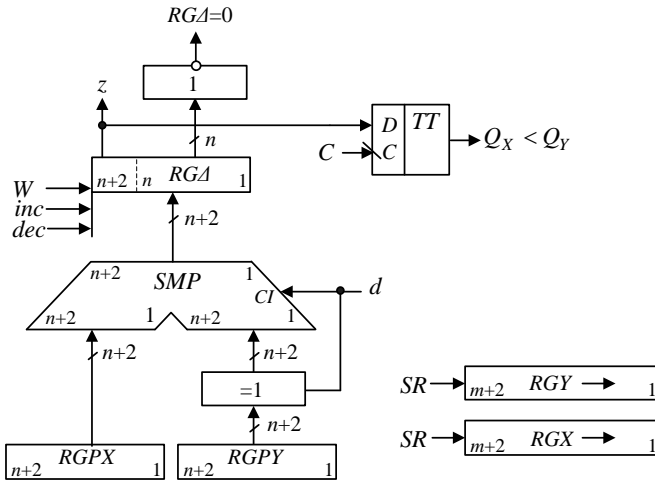 RGΔ=0
1
z
n
D TT
C C
Q_X < Q_Y
n+2 n RGΔ 1
W
inc
dec
n+2
n+2 SMP 1
CI
d
n+2 1 n+2 1
n+2 n+2
=1
n+2
SR m+2 RGY 1
SR m+2 RGX 1
n+2 RGPX 1 n+2 RGPY 1